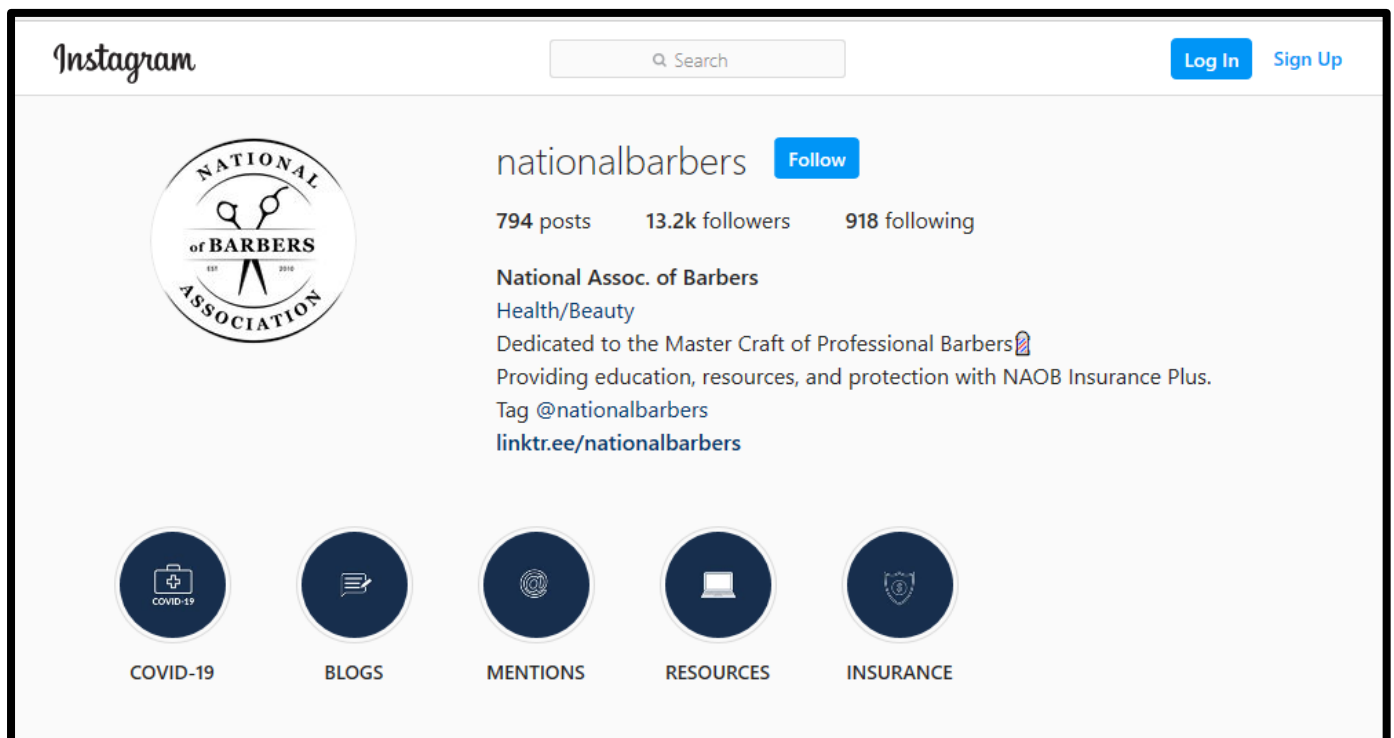 Instagram
Search
Log In
Sign Up
NATIONAL
of BARBERS
EST 2010
ASSOCIATION
nationalbarbers
Follow
794 posts 13.2k followers 918 following
National Assoc. of Barbers
Health/Beauty
Dedicated to the Master Craft of Professional Barbers💈
Providing education, resources, and protection with NAOB Insurance Plus.
Tag @nationalbarbers
linktr.ee/nationalbarbers
COVID-19
@
$
COVID-19
BLOGS
MENTIONS
RESOURCES
INSURANCE